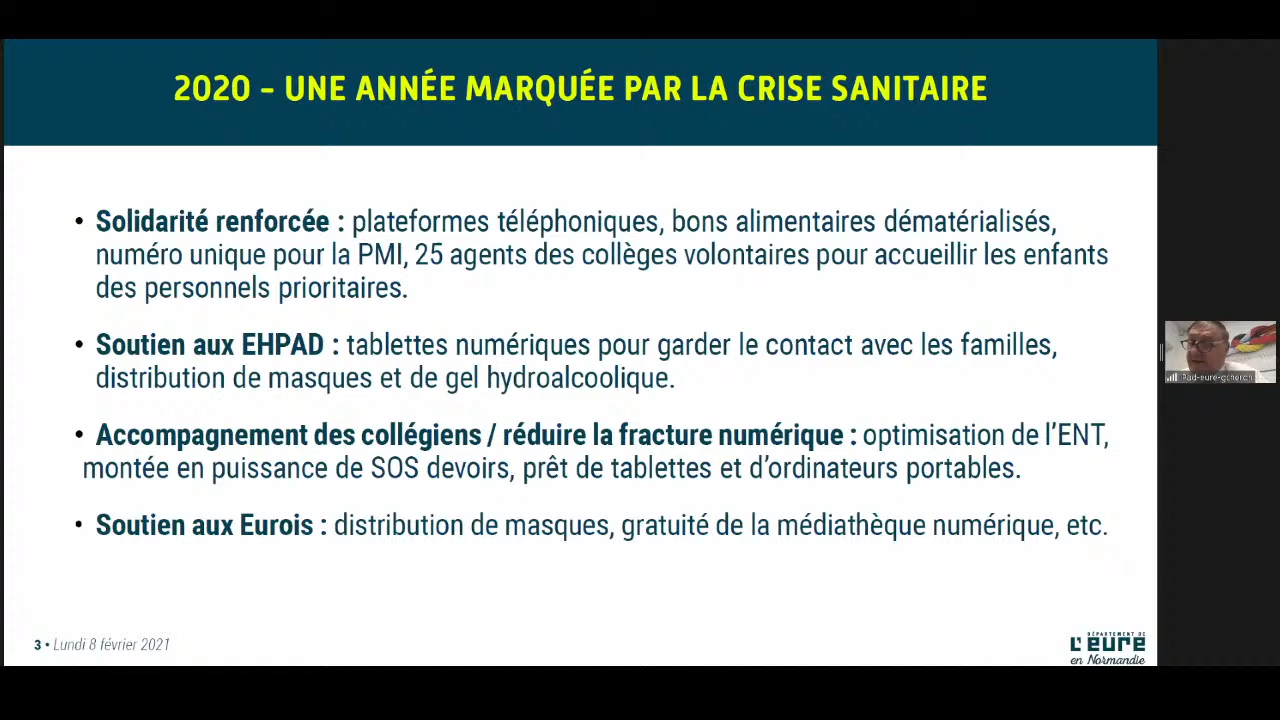 2020 – UNE ANNÉE MARQUÉE PAR LA CRISE SANITAIRE
• Solidarité renforcée : plateformes téléphoniques, bons alimentaires dématérialisés,
numéro unique pour la PMI, 25 agents des collèges volontaires pour accueillir les enfants
des personnels prioritaires.
• Soutien aux EHPAD : tablettes numériques pour garder le contact avec les familles,
distribution de masques et de gel hydroalcoolique.
• Accompagnement des collégiens / réduire la fracture numérique : optimisation de l’ENT,
montée en puissance de SOS devoirs, prêt de tablettes et d’ordinateurs portables.
• Soutien aux Eurois : distribution de masques, gratuité de la médiathèque numérique, etc.
3 • Lundi 8 février 2021
DÉPARTEMENT DE
L'EURE
en Normandie